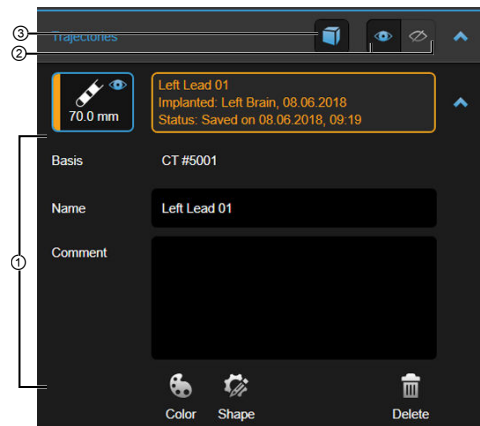 ③
Trajectories
②
70.0 mm
Left Lead 01
Implanted: Left Brain, 08.06.2018
Status: Saved on 08.06.2018, 09:19
Basis
CT #5001
Name
Left Lead 01
Comment
①
Color
Shape
Delete